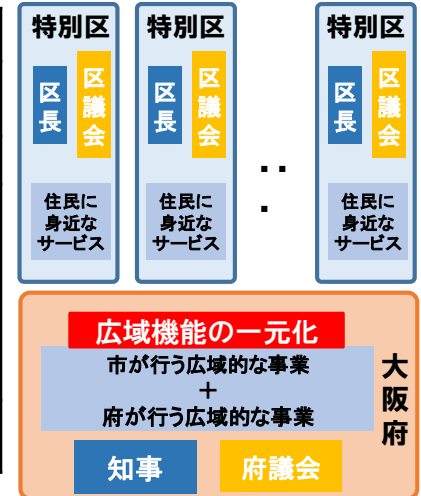 特別区
区長
区議会
住民に
身近な
サービス
特別区
区長
区議会
住民に
身近な
サービス
・・・
特別区
区長
区議会
住民に
身近な
サービス
広域機能の一元化
市が行う広域的な事業
+
府が行う広域的な事業
知事
府議会
大阪府